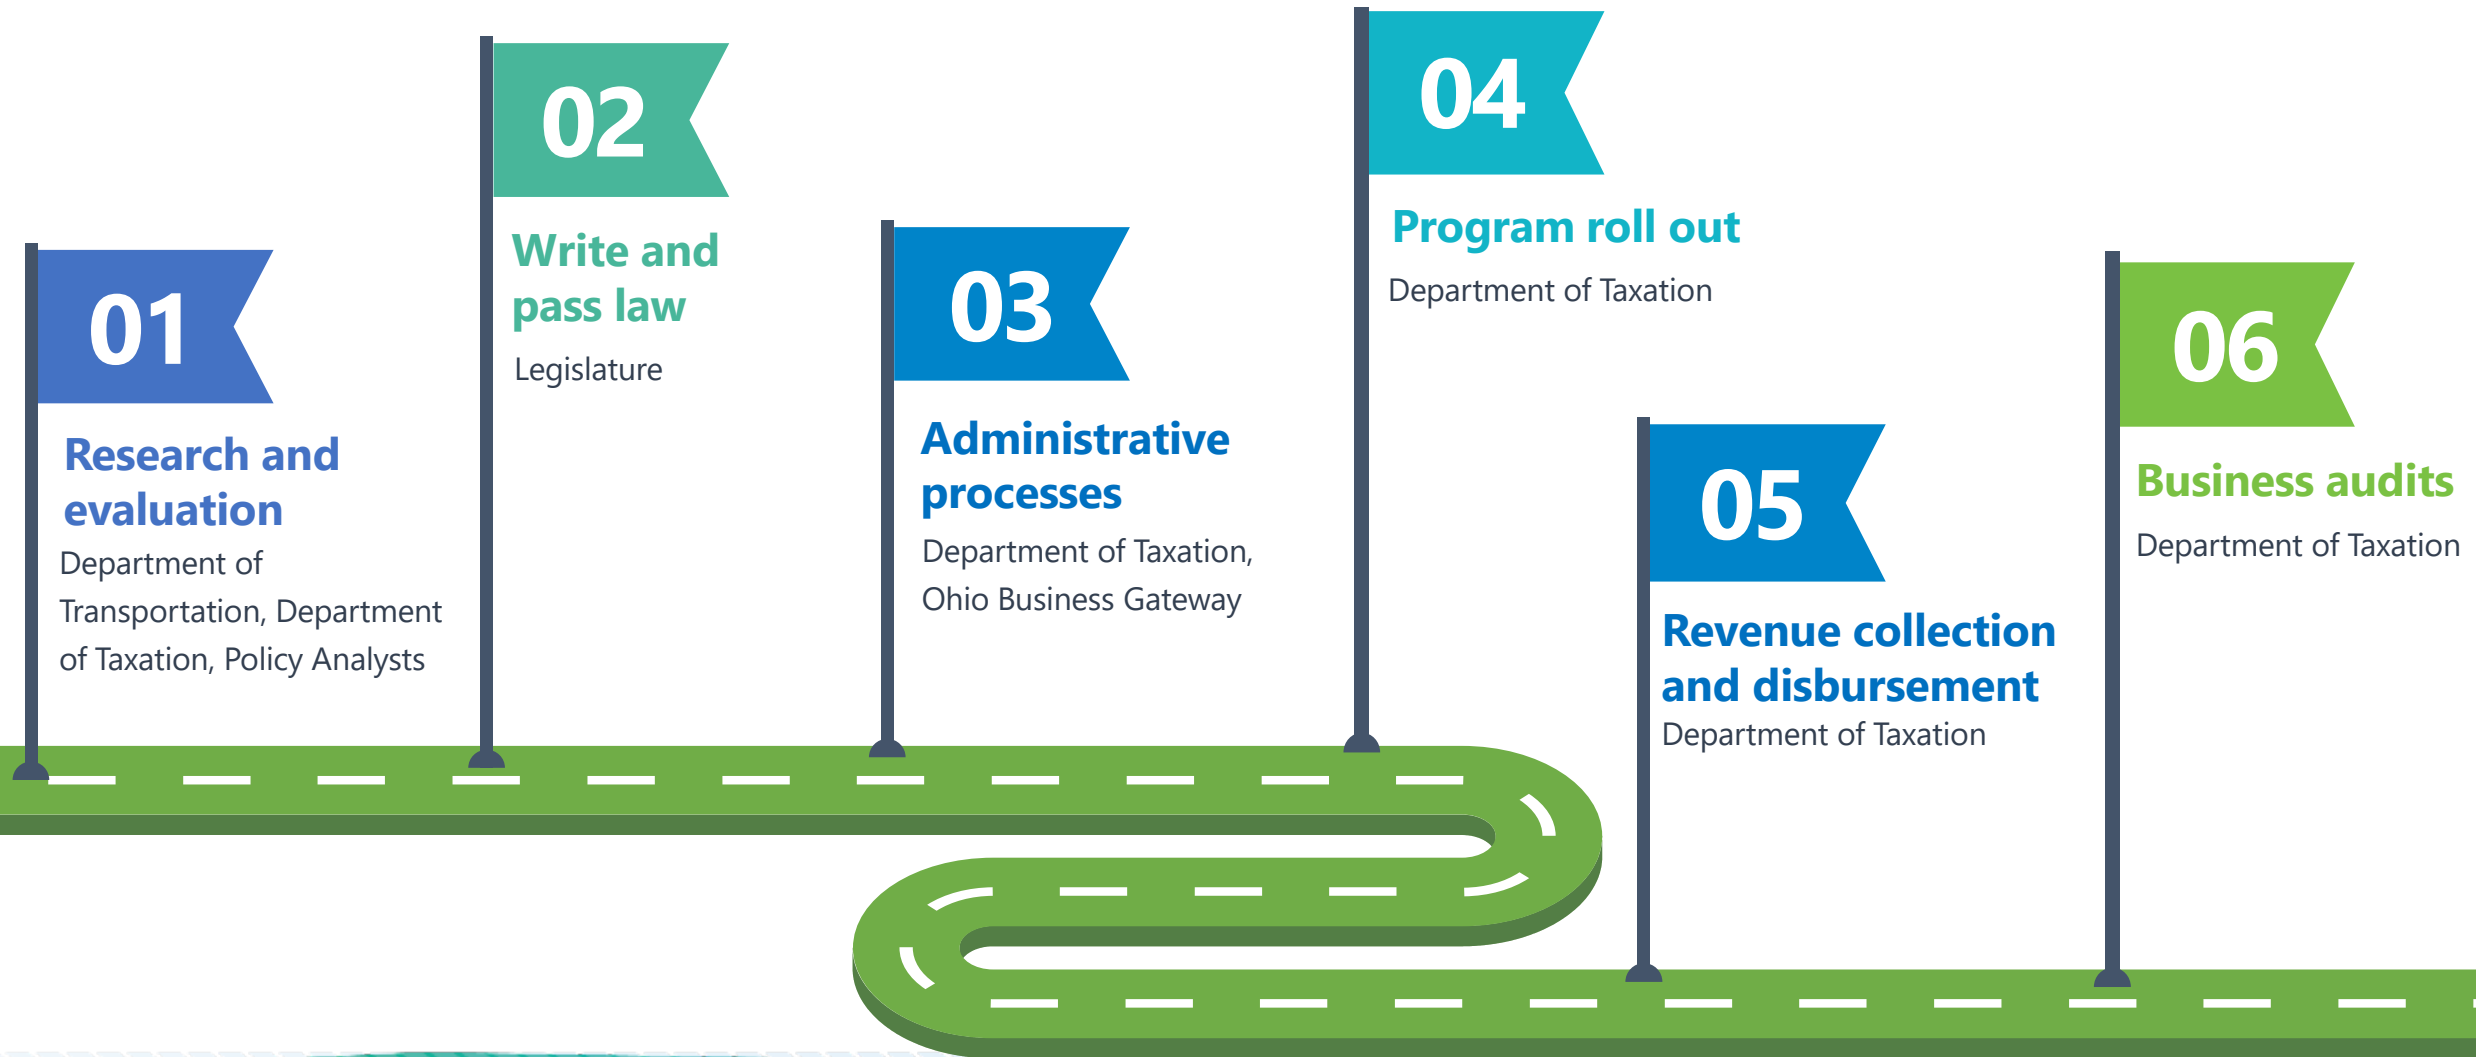 01
Research and
evaluation
Department of
Transportation, Department
of Taxation, Policy Analysts
02
Write and
pass law
Legislature
03
Administrative
processes
Department of Taxation,
Ohio Business Gateway
04
Program roll out
Department of Taxation
05
Revenue collection
and disbursement
Department of Taxation
06
Business audits
Department of Taxation